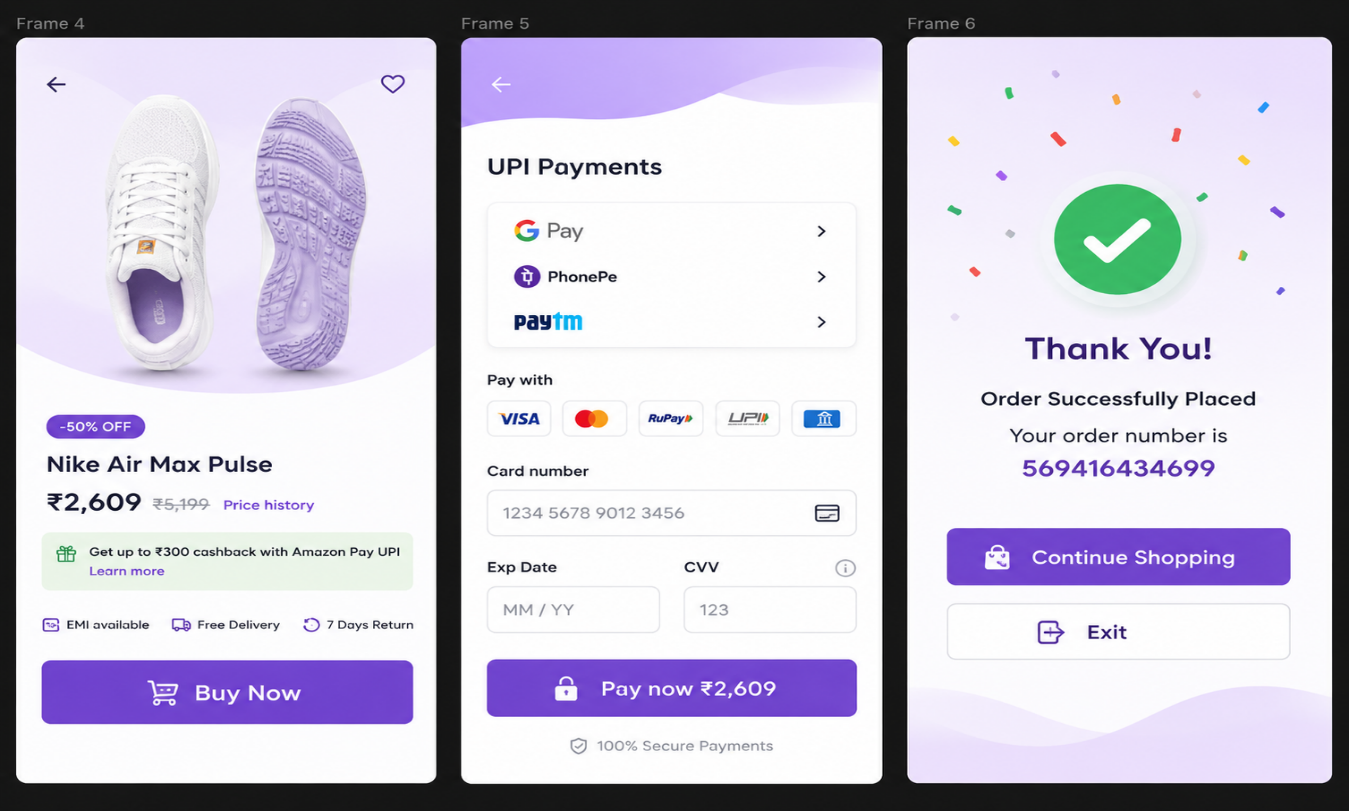 Frame 4
-50% OFF
Nike Air Max Pulse
₹2,609 ₹5,199 Price history
Get up to ₹300 cashback with Amazon Pay UPI
Learn more
EMI available Free Delivery 7 Days Return
Buy Now
Frame 5
UPI Payments
G Pay
PhonePe
paytm
Pay with
VISA RuPay UPI
Card number
1234 5678 9012 3456
Exp Date CVV
MM / YY 123
Pay now ₹2,609
100% Secure Payments
Frame 6
Thank You!
Order Successfully Placed
Your order number is
569416434699
Continue Shopping
Exit